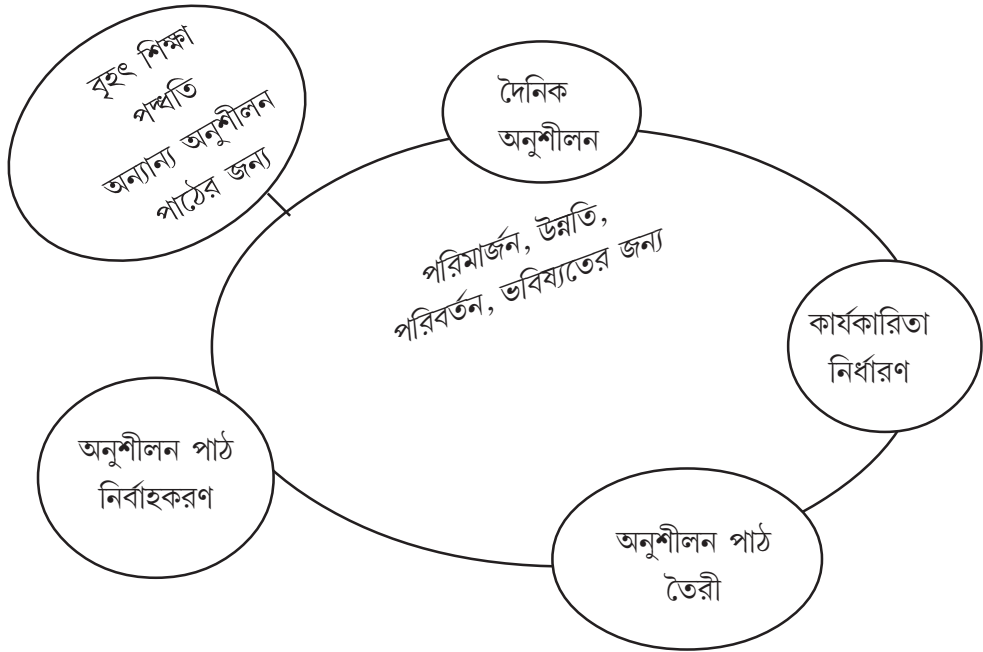 বৃহৎ শিক্ষা
পদ্ধতি
অন্যান্য অনুশীলন
পাঠের জন্য
দৈনিক
অনুশীলন
পরিমার্জন, উন্নতি,
পরিবর্তন, ভবিষ্যতের জন্য
কার্যকারিতা
নির্ধারণ
অনুশীলন পাঠ
নির্বাহকরণ
অনুশীলন পাঠ
তৈরী